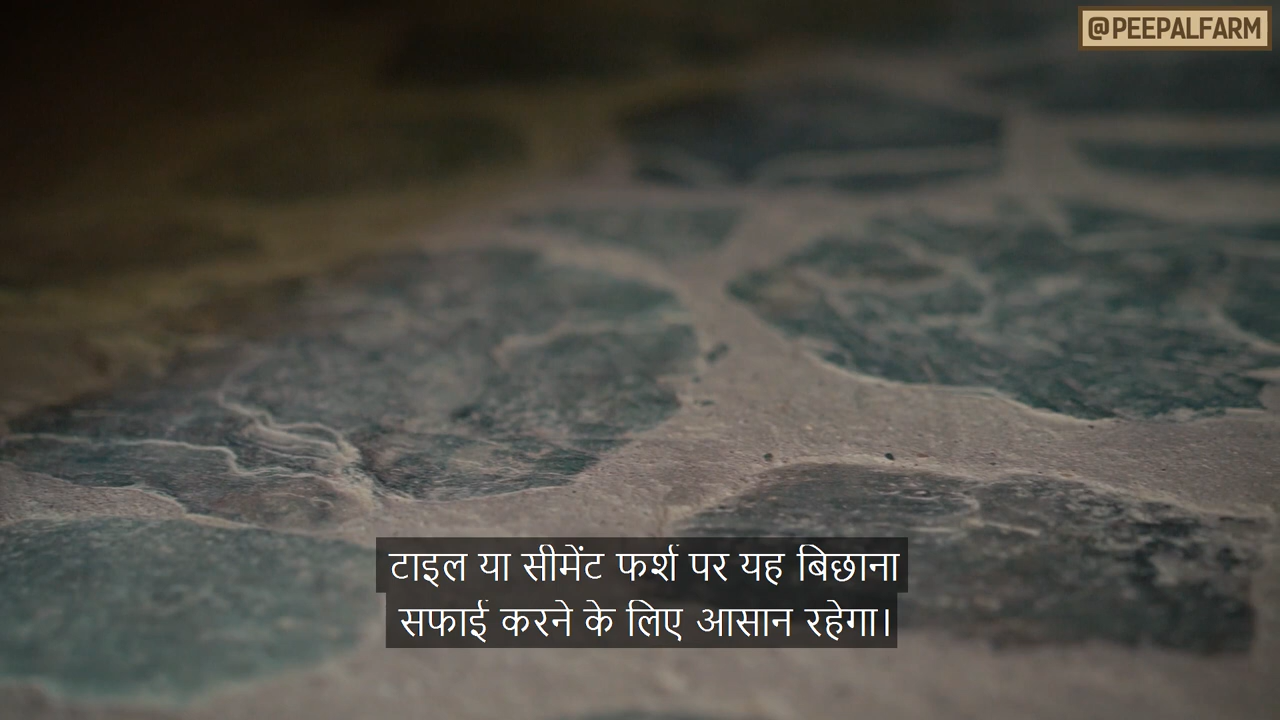 @PEEPALFARM
टाइल या सीमेंट फर्श पर यह बिछाना
सफाई करने के लिए आसान रहेगा।